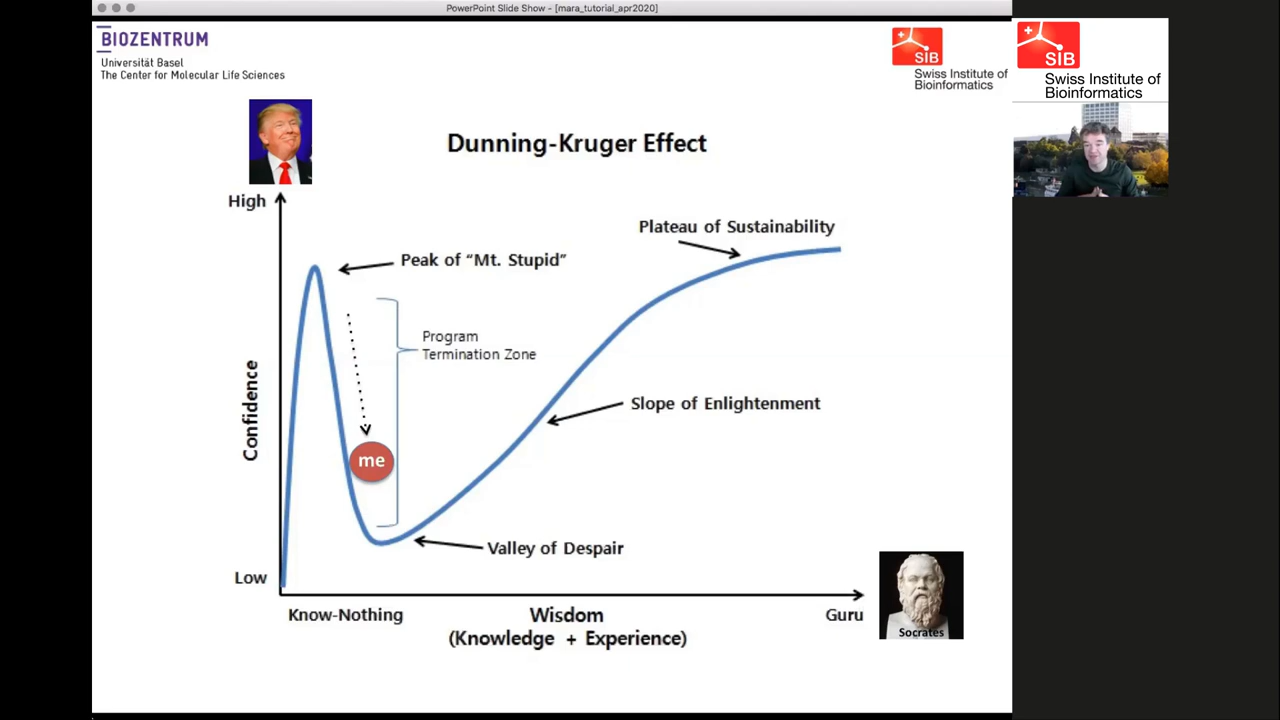 PowerPoint Slide Show - [mara_tutorial_apr2020]
BIOZENTRUM
Universität Basel
The Center for Molecular Life Sciences
SIB
Swiss Institute of
Bioinformatics
SIB
Swiss Institute of
Bioinformatics
Dunning-Kruger Effect
High
Plateau of Sustainability
Peak of “Mt. Stupid”
Program
Termination Zone
Confidence
Slope of Enlightenment
me
Valley of Despair
Low
Know-Nothing
Wisdom
(Knowledge + Experience)
Guru
Socrates